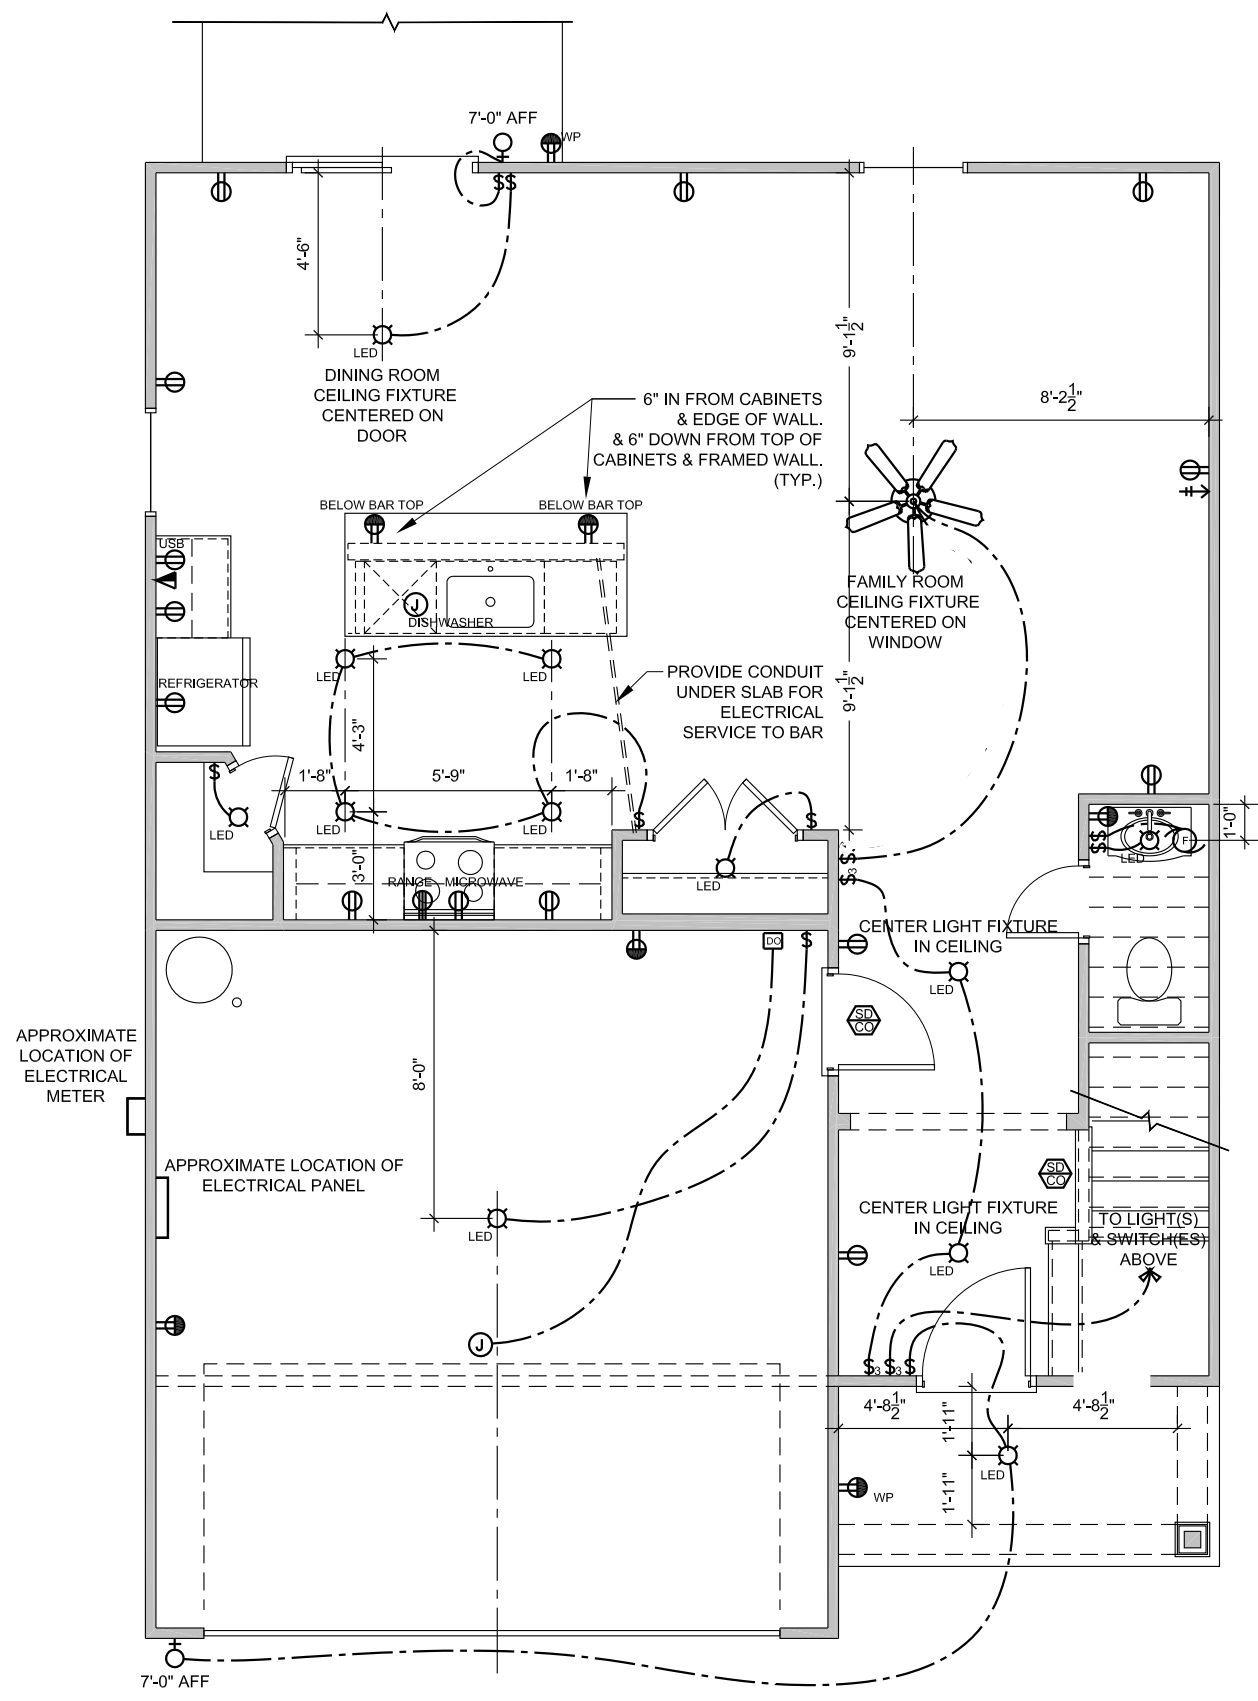 7'-0" AFF
WP
$$
4'-6"
LED
DINING ROOM
CEILING FIXTURE
CENTERED ON
DOOR
9'-1 1/2"
8'-2 1/2"
6" IN FROM CABINETS
& EDGE OF WALL.
& 6" DOWN FROM TOP OF
CABINETS & FRAMED WALL.
(TYP.)
BELOW BAR TOP
BELOW BAR TOP
USB
J
DISHWASHER
FAMILY ROOM
CEILING FIXTURE
CENTERED ON
WINDOW
LED
LED
REFRIGERATOR
PROVIDE CONDUIT
UNDER SLAB FOR
ELECTRICAL
SERVICE TO BAR
9'-1 1/2"
4'-3"
1'-8"
5'-9"
1'-8"
$
LED
LED
LED
$
$
LED
3'-0"
RANGE
MICROWAVE
$
$3
$
$
LED
F
1'-0"
CENTER LIGHT FIXTURE
IN CEILING
LED
DO
$
SD
CO
APPROXIMATE
LOCATION OF
ELECTRICAL
METER
8'-0"
APPROXIMATE LOCATION OF
ELECTRICAL PANEL
LED
SD
CO
CENTER LIGHT FIXTURE
IN CEILING
LED
TO LIGHT(S)
& SWITCH(ES)
ABOVE
J
$3
$3
$
4'-8 1/2"
1'-11"
4'-8 1/2"
LED
1'-11"
WP
7'-0" AFF